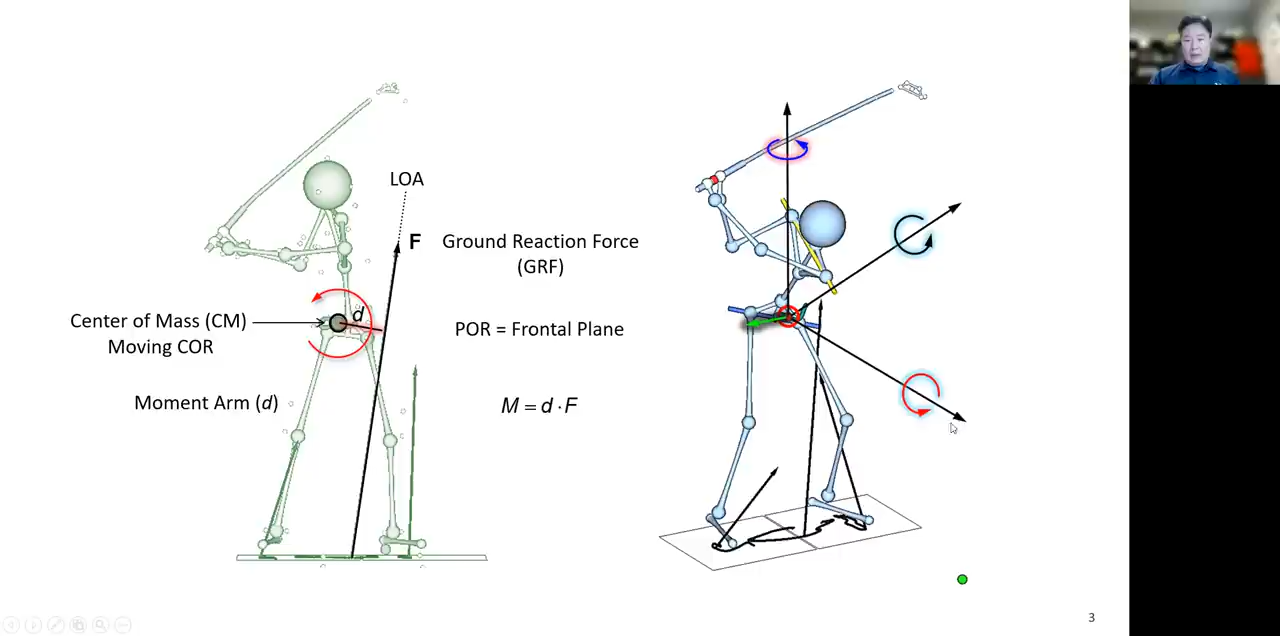 LOA
F
Ground Reaction Force
(GRF)
Center of Mass (CM)
Moving COR
d
POR = Frontal Plane
Moment Arm (d)
M = d · F
3